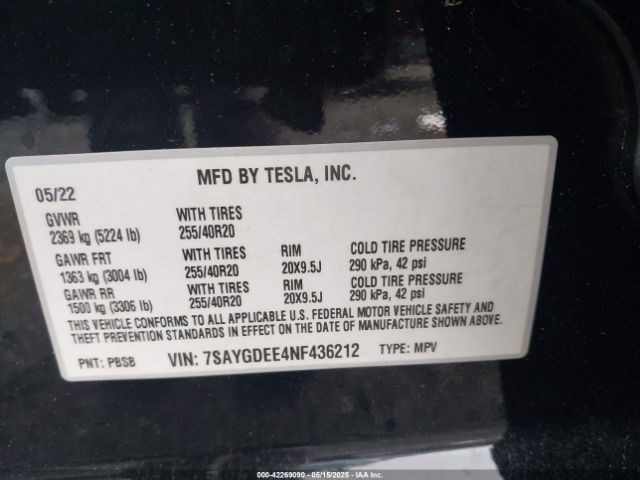 MFD BY TESLA, INC.
05/22
GVWR WITH TIRES
2369 kg (5224 lb) 255/40R20
GAWR FRT WITH TIRES RIM COLD TIRE PRESSURE
1363 kg (3004 lb) 255/40R20 20X9.5J 290 kPa, 42 psi
GAWR RR WITH TIRES RIM COLD TIRE PRESSURE
1500 kg (3306 lb) 255/40R20 20X9.5J 290 kPa, 42 psi
THIS VEHICLE CONFORMS TO ALL APPLICABLE U.S. FEDERAL MOTOR VEHICLE SAFETY AND
THEFT PREVENTION STANDARDS IN EFFECT ON THE DATE OF MANUFACTURE SHOWN ABOVE.
PNT: PBSB VIN: 7SAYGDEE4NF436212 TYPE: MPV
000-42269090 - 05/15/2025 - IAAI Inc.